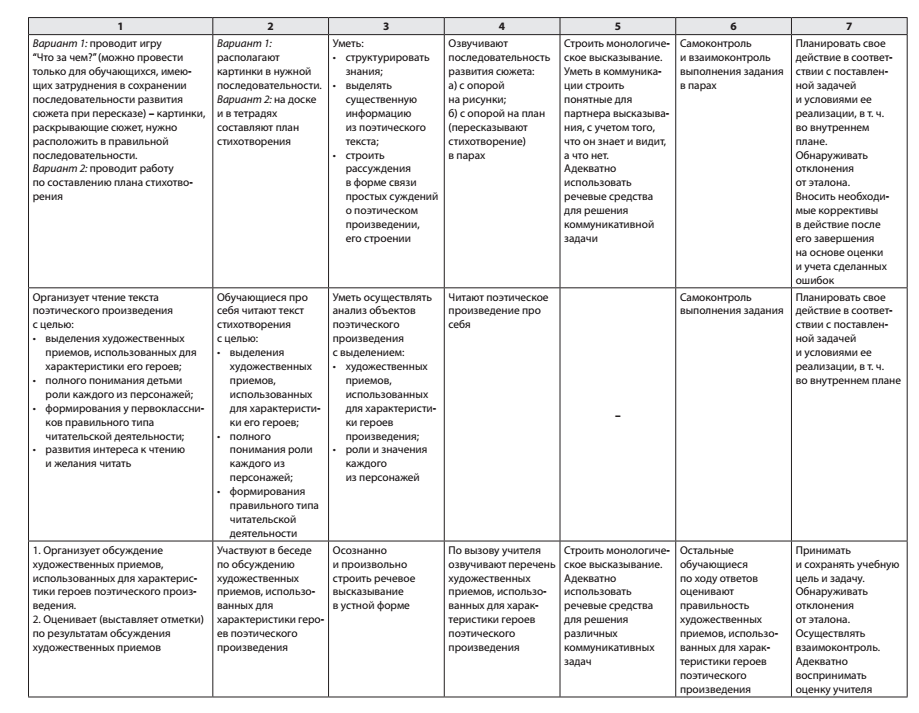 1
2
3
4
5
6
7
Вариант 1: проводит игру
"Что за чем?" (можно провести
только для обучающихся, имею-
щих затруднения в сохранении
последовательности развития
сюжета при пересказе) – картинки,
раскрывающие сюжет, нужно
расположить в правильной
последовательности.
Вариант 2: проводит работу
по составлению плана стихотво-
рения
Вариант 1:
располагают
картинки в нужной
последовательности.
Вариант 2: на доске
и в тетрадях
составляют план
стихотворения
Уметь:
• структурировать
знания;
• выделять
существенную
информацию
из поэтического
текста;
• строить
рассуждения
в форме связи
простых суждений
о поэтическом
произведении,
его строении
Озвучивают
последовательность
развития сюжета:
а) с опорой
на рисунки;
б) с опорой на план
(пересказывают
стихотворение)
в парах
Строить монологиче-
ское высказывание.
Уметь в коммуника-
ции строить
понятные для
партнера высказыва-
ния, с учетом того,
что он знает и видит,
а что нет.
Адекватно
использовать
речевые средства
для решения
коммуникативной
задачи
Самоконтроль
и взаимоконтроль
выполнения задания
в парах
Планировать свое
действие в соответ-
ствии с поставлен-
ной задачей
и условиями ее
реализации, в т. ч.
во внутреннем
плане.
Обнаруживать
отклонения
от эталона.
Вносить необходи-
мые коррективы
в действие после
его завершения
на основе оценки
и учета сделанных
ошибок
Организует чтение текста
поэтического произведения
с целью:
• выделения художественных
приемов, использованных для
характеристики его героев;
• полного понимания детьми
роли каждого из персонажей;
• формирования у первоклассни-
ков правильного типа
читательской деятельности;
• развития интереса к чтению
и желания читать
Обучающиеся про
себя читают текст
стихотворения
с целью:
• выделения
художественных
приемов,
использованных
для характеристи-
ки его героев;
• полного
понимания роли
каждого из
персонажей;
• формирования
правильного типа
читательской
деятельности
Уметь осуществлять
анализ объектов
поэтического
произведения
с выделением:
• художественных
приемов,
использованных
для характеристи-
ки героев
произведения;
• роли и значения
каждого
из персонажей
Читают поэтическое
произведение про
себя
–
Самоконтроль
выполнения задания
Планировать свое
действие в соответ-
ствии с поставлен-
ной задачей
и условиями ее
реализации, в т. ч.
во внутреннем плане
1. Организует обсуждение
художественных приемов,
использованных для характерис-
тики героев поэтического произ-
ведения.
2. Оценивает (выставляет отметки)
по результатам обсуждения
художественных приемов
Участвуют в беседе
по обсуждению
художественных
приемов, использо-
ванных для
характеристики геро-
ев поэтического
произведения
Осознанно
и произвольно
строить речевое
высказывание
в устной форме
По вызову учителя
озвучивают перечень
художественных
приемов, использо-
ванных для харак-
теристики героев
поэтического
произведения
Строить монологиче-
ское высказывание.
Адекватно
использовать
речевые средства
для решения
различных
коммуникативных
задач
Остальные
обучающиеся
по ходу ответов
оценивают
правильность
художественных
приемов, использо-
ванных для харак-
теристики героев
поэтического
произведения
Принимать
и сохранять учебную
цель и задачу.
Обнаруживать
отклонения
от эталона.
Осуществлять
взаимоконтроль.
Адекватно
воспринимать
оценку учителя